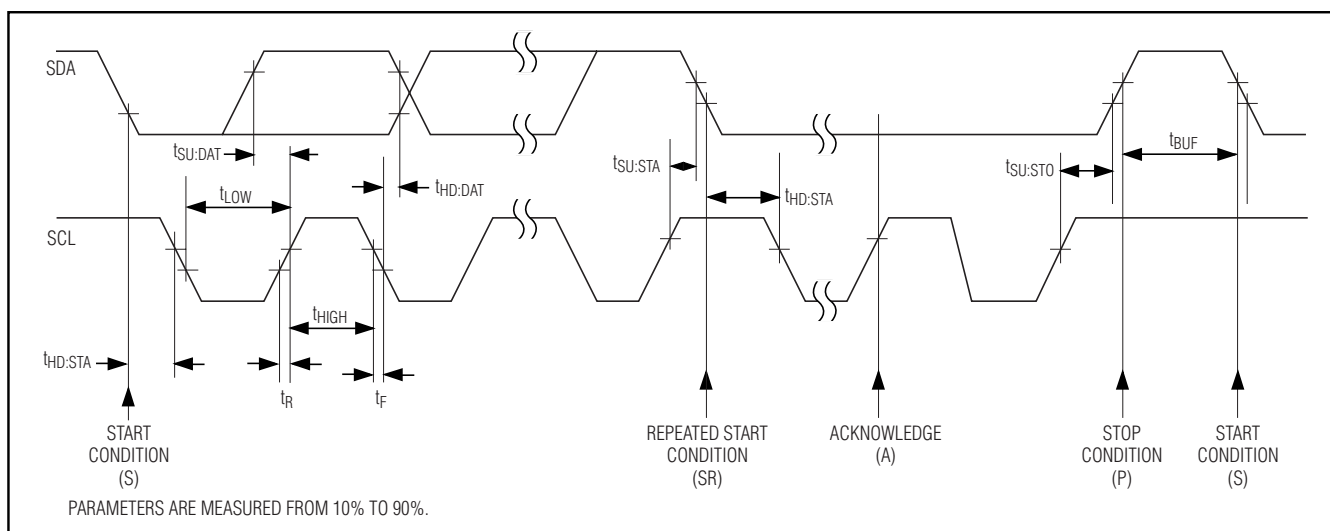 SDA
tSU:DAT
tHD:DAT
tLOW
tSU:STA
tHD:STA
tSU:STO
tBUF
SCL
tHIGH
tHD:STA
tR
tF
START
CONDITION
(S)
REPEATED START
CONDITION
(SR)
ACKNOWLEDGE
(A)
STOP
CONDITION
(P)
START
CONDITION
(S)
PARAMETERS ARE MEASURED FROM 10% TO 90%.